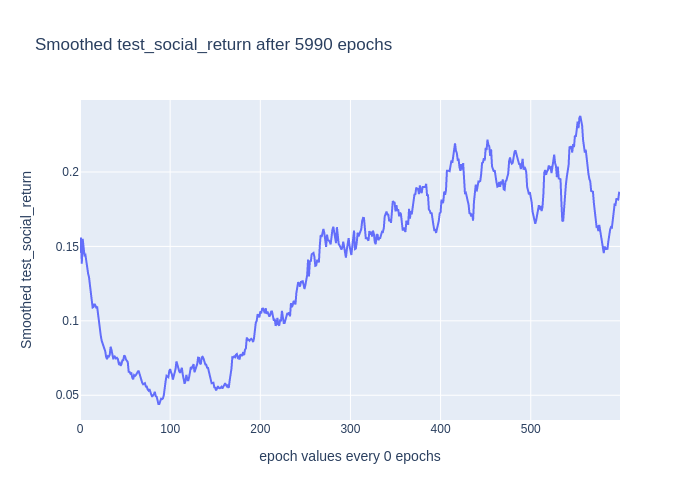 Smoothed test_social_return after 5990 epochs
Smoothed test_social_return
0.2
0.15
0.1
0.05
0 100 200 300 400 500
epoch values every 0 epochs